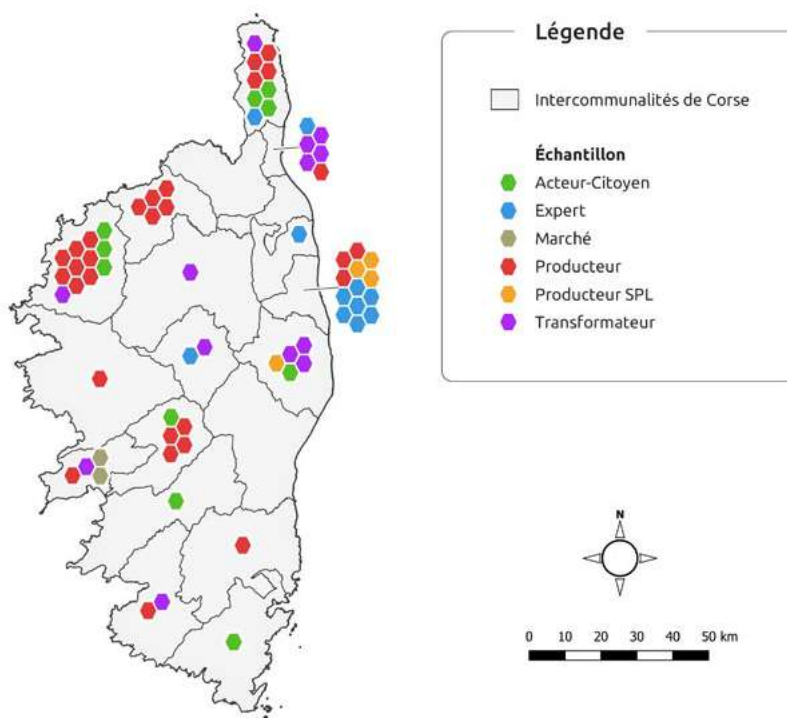 Légende
Intercommunalités de Corse
Échantillon
Acteur-Citoyen
Expert
Marché
Producteur
Producteur SPL
Transformateur
N
0 10 20 30 40 50 km